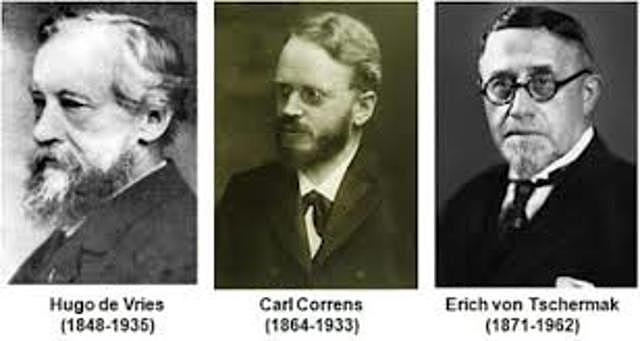 Hugo de Vries
(1848-1935)
Carl Correns
(1864-1933)
Erich von Tschermak
(1871-1962)